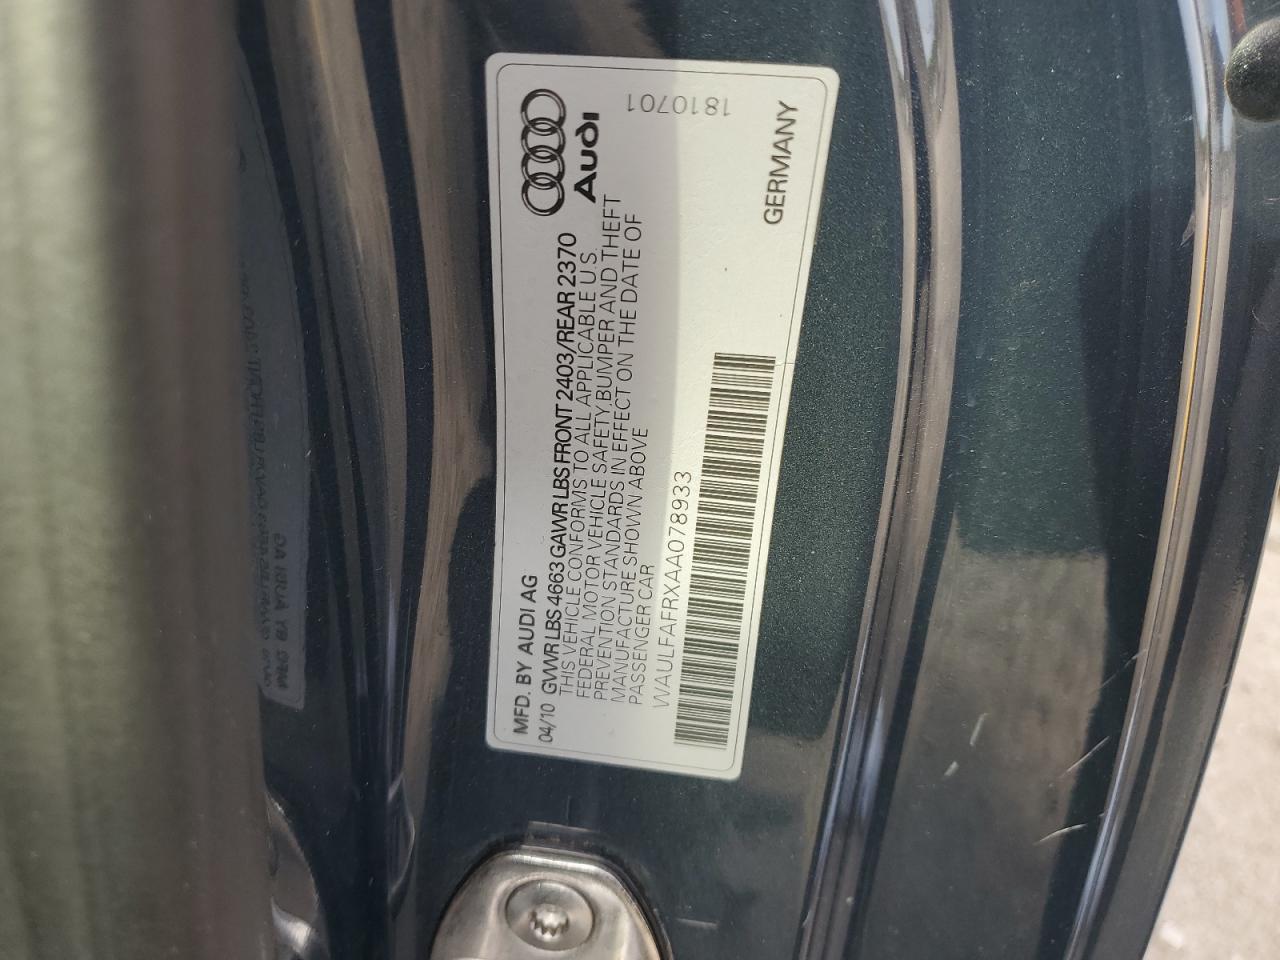 MFD. BY AUDI AG
04/10 GVWR LBS 4663 GAWR LBS FRONT 2403/REAR 2370
THIS VEHICLE CONFORMS TO ALL APPLICABLE U.S.
FEDERAL MOTOR VEHICLE SAFETY, BUMPER AND THEFT
PREVENTION STANDARDS IN EFFECT ON THE DATE OF
MANUFACTURE SHOWN ABOVE
PASSENGER CAR
WAULFAFRXAA078933
Audi
1810701
GERMANY